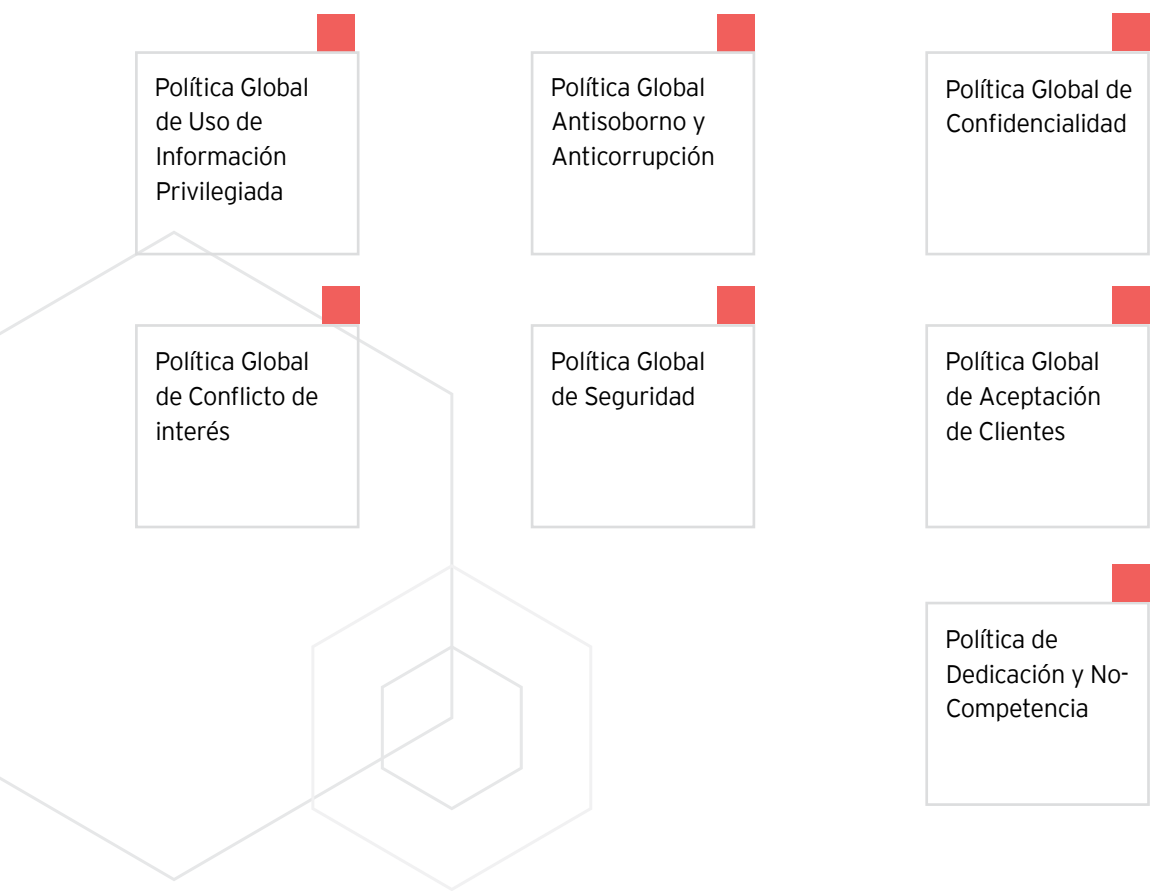 Política Global
de Uso de
Información
Privilegiada
Política Global
Antisoborno y
Anticorrupción
Política Global de
Confidencialidad
Política Global
de Conflicto de
interés
Política Global
de Seguridad
Política Global
de Aceptación
de Clientes
Política de
Dedicación y No-
Competencia